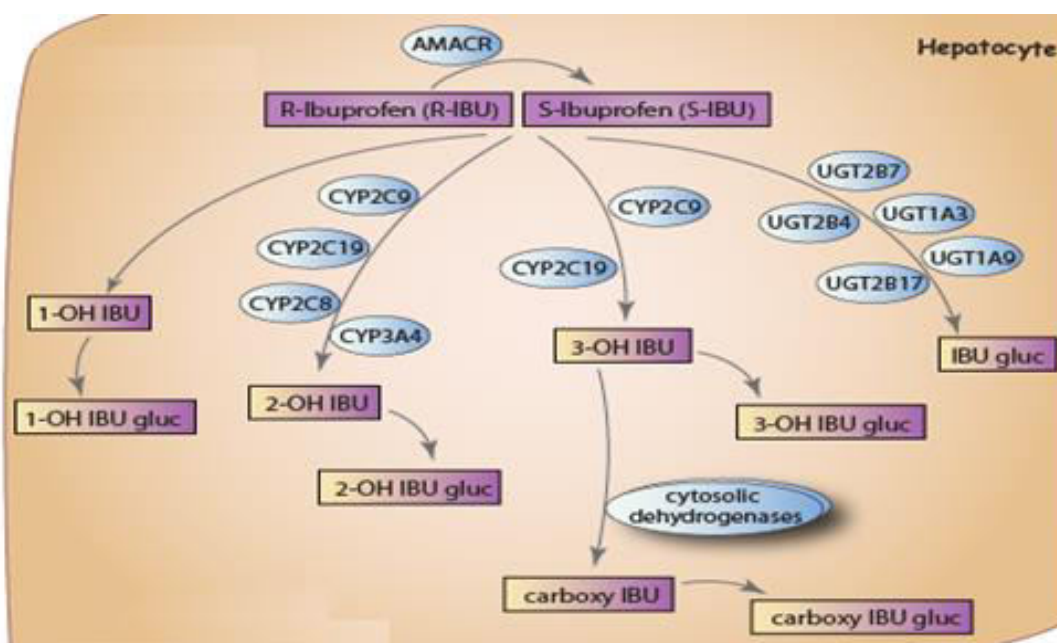 AMACR
Hepatocyte
R-Ibuprofen (R-IBU)
S-Ibuprofen (S-IBU)
CYP2C9
CYP2C19
CYP2C8
CYP3A4
CYP2C9
CYP2C19
UGT2B7
UGT2B4
UGT1A3
UGT1A9
UGT2B17
1-OH IBU
1-OH IBU gluc
2-OH IBU
2-OH IBU gluc
3-OH IBU
3-OH IBU gluc
IBU gluc
cytosolic
dehydrogenases
carboxy IBU
carboxy IBU gluc